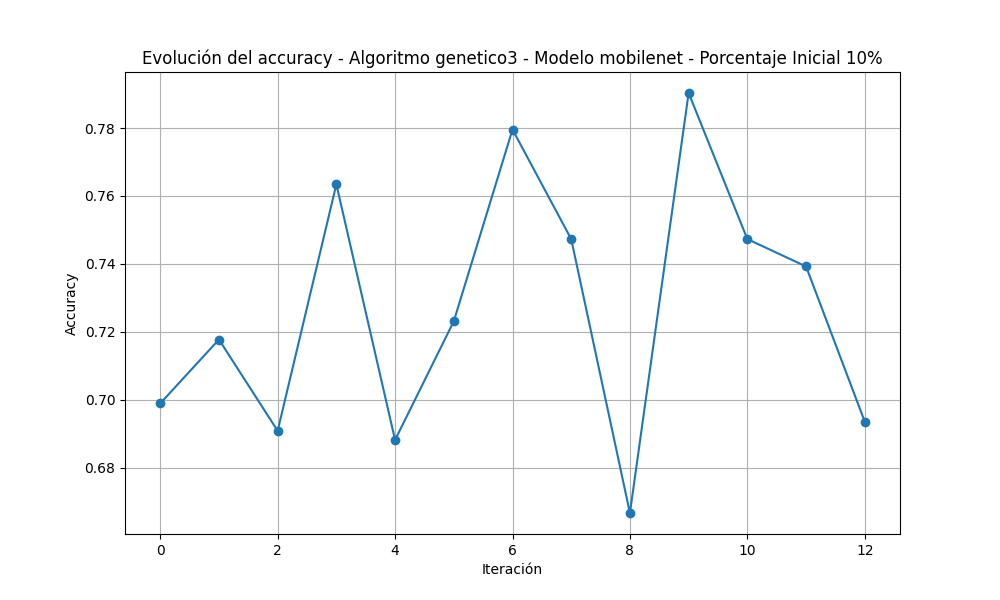 Evolución del accuracy - Algoritmo genetico3 - Modelo mobilenet - Porcentaje Inicial 10%
Accuracy
0.78
0.76
0.74
0.72
0.70
0.68
0 2 4 6 8 10 12
Iteración